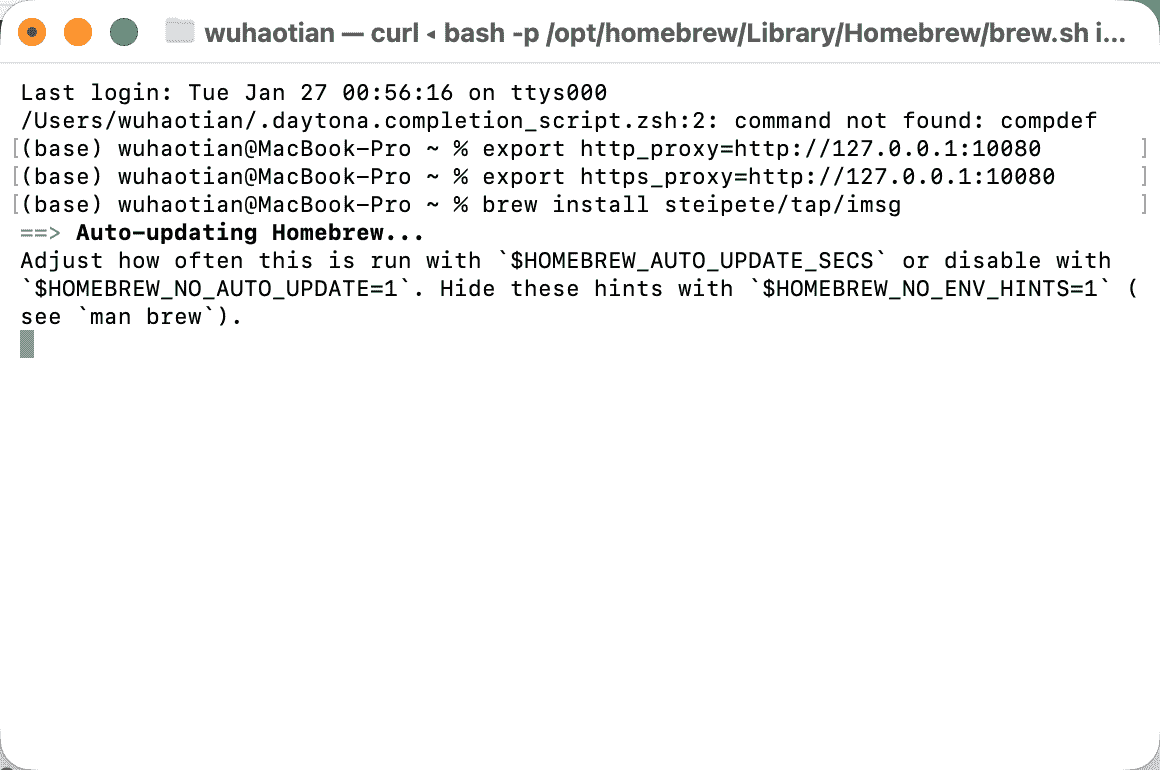 wuhaotian — curl ◂ bash -p /opt/homebrew/Library/Homebrew/brew.sh i...
Last login: Tue Jan 27 00:56:16 on ttys000
/Users/wuhaotian/.daytona.completion_script.zsh:2: command not found: compdef
[(base) wuhaotian@MacBook-Pro ~ % export http_proxy=http://127.0.0.1:10080 ]
[(base) wuhaotian@MacBook-Pro ~ % export https_proxy=http://127.0.0.1:10080 ]
[(base) wuhaotian@MacBook-Pro ~ % brew install steipete/tap/imsg ]
==> Auto-updating Homebrew...
Adjust how often this is run with `$HOMEBREW_AUTO_UPDATE_SECS` or disable with
`$HOMEBREW_NO_AUTO_UPDATE=1`. Hide these hints with `$HOMEBREW_NO_ENV_HINTS=1` (
see `man brew`).